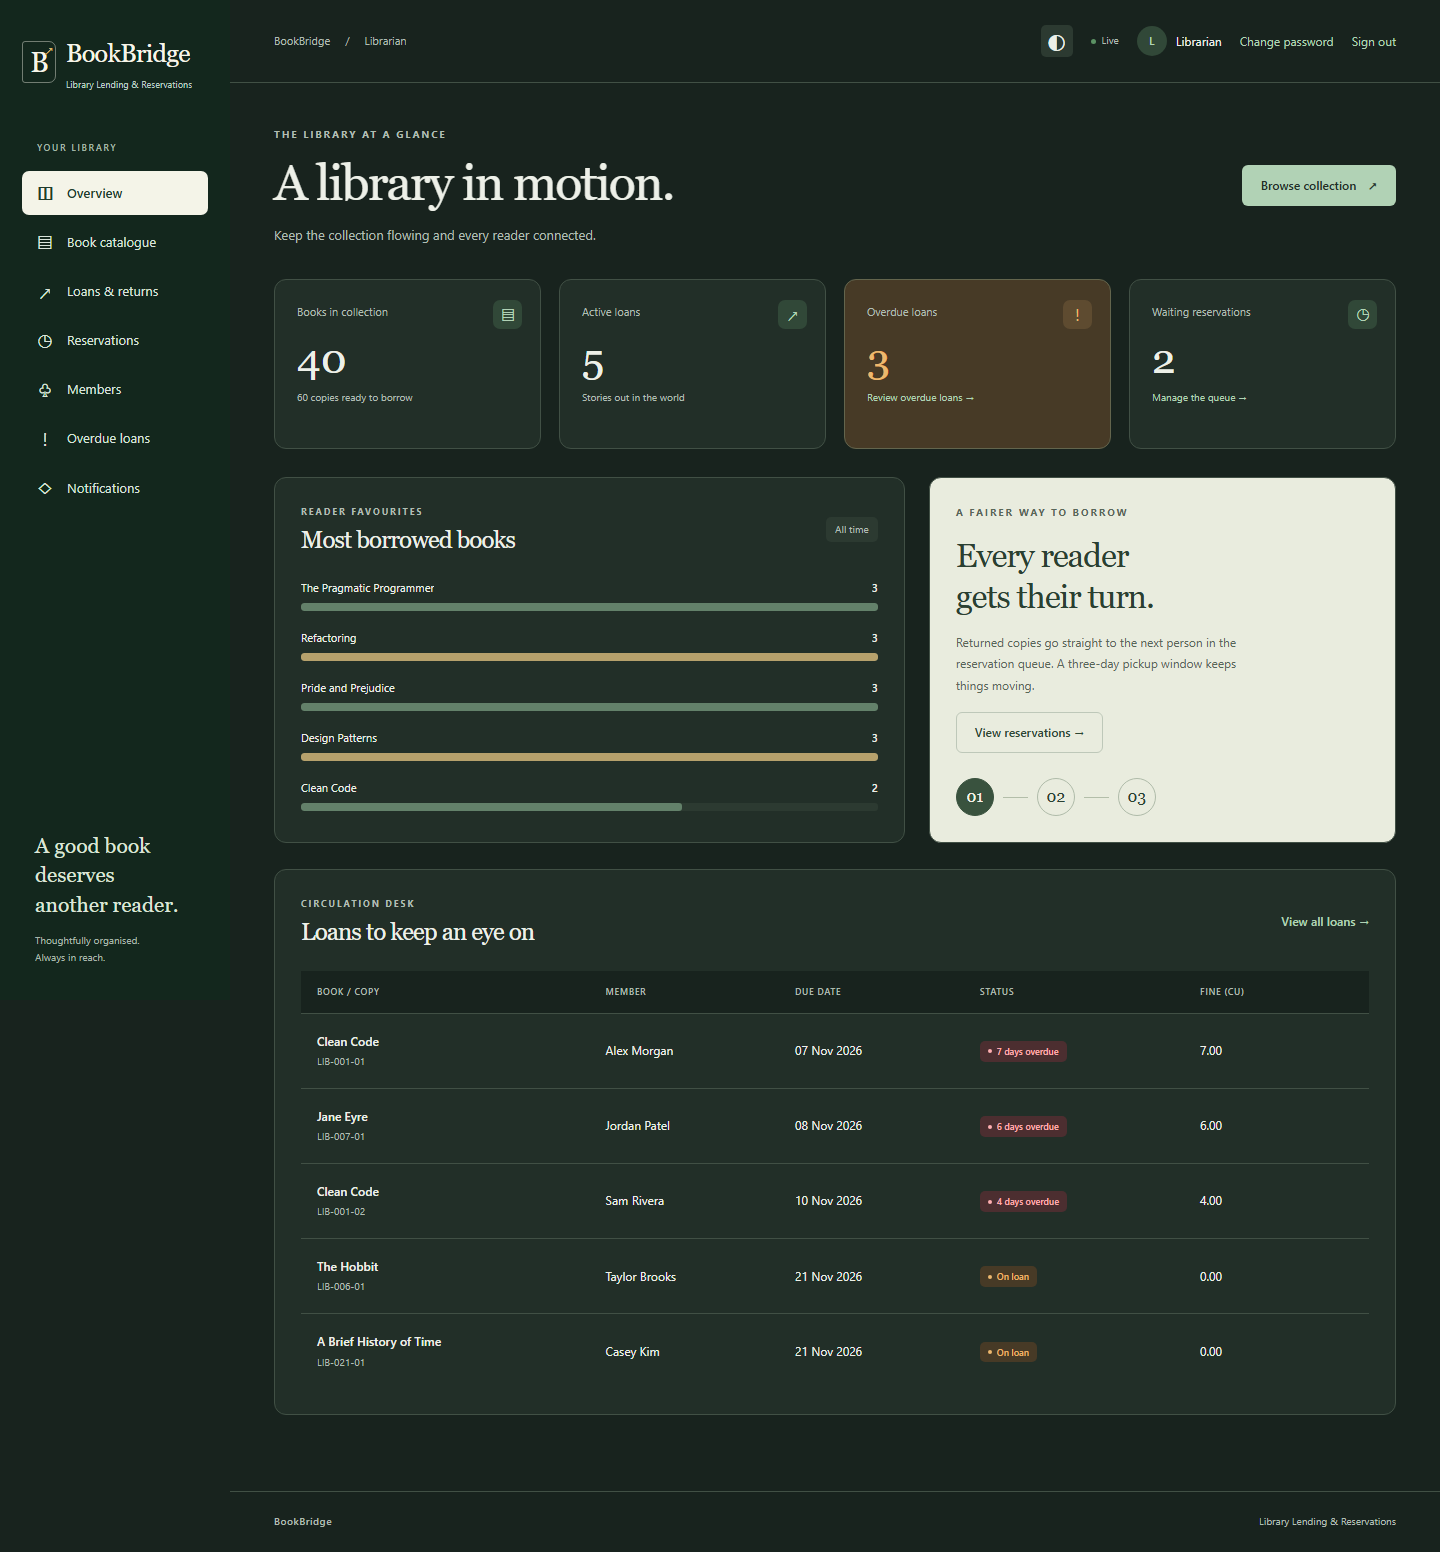 BookBridge
Library Lending & Reservations
YOUR LIBRARY
Overview
Book catalogue
Loans & returns
Reservations
Members
! Overdue loans
Notifications
A good book
deserves
another reader.
Thoughtfully organised.
Always in reach.
BookBridge / Librarian
Live
L Librarian
Change password
Sign out
THE LIBRARY AT A GLANCE
A library in motion.
Keep the collection flowing and every reader connected.
Browse collection ↗
Books in collection
40
60 copies ready to borrow
Active loans
5
Stories out in the world
Overdue loans
!
3
Review overdue loans →
Waiting reservations
2
Manage the queue →
READER FAVOURITES
Most borrowed books
All time
The Pragmatic Programmer 3
Refactoring 3
Pride and Prejudice 3
Design Patterns 3
Clean Code 2
A FAIRER WAY TO BORROW
Every reader
gets their turn.
Returned copies go straight to the next person in the
reservation queue. A three-day pickup window keeps
things moving.
View reservations →
01 02 03
CIRCULATION DESK
Loans to keep an eye on
View all loans →
BOOK / COPY MEMBER DUE DATE STATUS FINE (CU)
Clean Code
LIB-001-01
Alex Morgan 07 Nov 2026 7 days overdue 7.00
Jane Eyre
LIB-007-01
Jordan Patel 08 Nov 2026 6 days overdue 6.00
Clean Code
LIB-001-02
Sam Rivera 10 Nov 2026 4 days overdue 4.00
The Hobbit
LIB-006-01
Taylor Brooks 21 Nov 2026 On loan 0.00
A Brief History of Time
LIB-021-01
Casey Kim 21 Nov 2026 On loan 0.00
BookBridge
Library Lending & Reservations